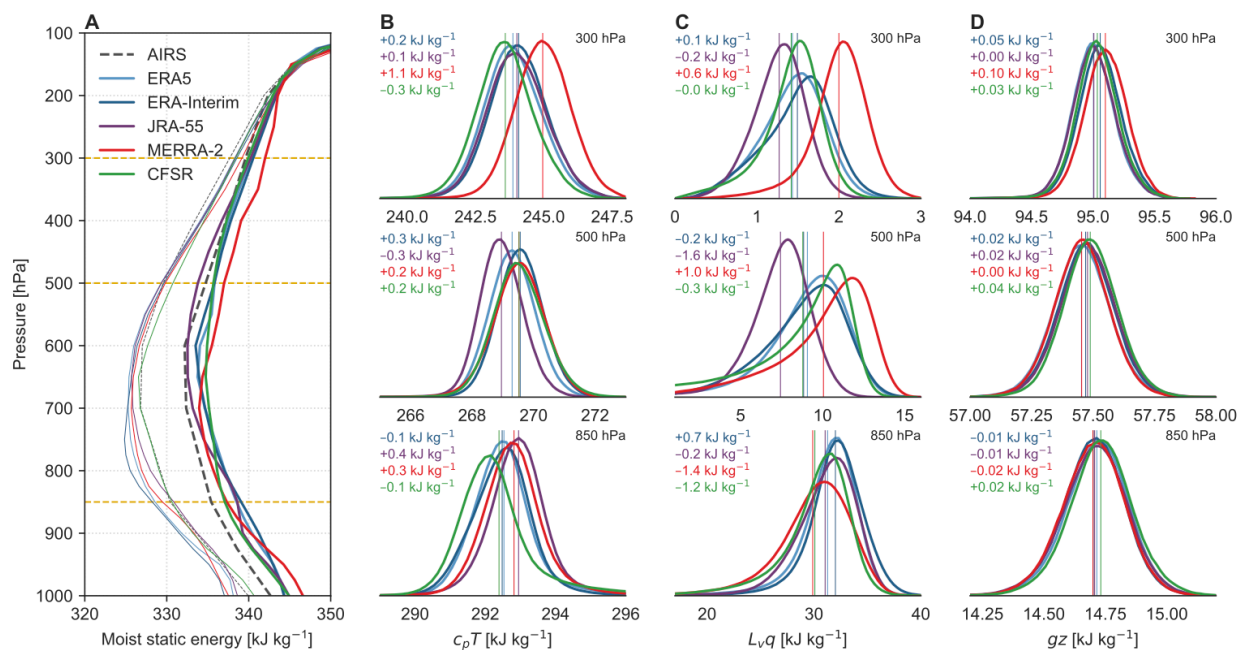 A
B
C
D
100
200
300
400
500
600
700
800
900
1000
Pressure [hPa]
AIRS
ERA5
ERA-Interim
JRA-55
MERRA-2
CFSR
320
330
340
350
Moist static energy [kJ kg⁻¹]
+0.2 kJ kg⁻¹
+0.1 kJ kg⁻¹
+1.1 kJ kg⁻¹
−0.3 kJ kg⁻¹
300 hPa
240.0
242.5
245.0
247.5
+0.3 kJ kg⁻¹
−0.3 kJ kg⁻¹
+0.2 kJ kg⁻¹
+0.2 kJ kg⁻¹
500 hPa
266
268
270
272
−0.1 kJ kg⁻¹
+0.4 kJ kg⁻¹
+0.3 kJ kg⁻¹
−0.1 kJ kg⁻¹
850 hPa
290
292
294
296
cₚT [kJ kg⁻¹]
+0.1 kJ kg⁻¹
−0.2 kJ kg⁻¹
+0.6 kJ kg⁻¹
−0.0 kJ kg⁻¹
300 hPa
0
1
2
3
−0.2 kJ kg⁻¹
−1.6 kJ kg⁻¹
+1.0 kJ kg⁻¹
−0.3 kJ kg⁻¹
500 hPa
5
10
15
+0.7 kJ kg⁻¹
−0.2 kJ kg⁻¹
−1.4 kJ kg⁻¹
−1.2 kJ kg⁻¹
850 hPa
20
30
40
Lᵥq [kJ kg⁻¹]
+0.05 kJ kg⁻¹
+0.00 kJ kg⁻¹
+0.10 kJ kg⁻¹
+0.03 kJ kg⁻¹
300 hPa
94.0
94.5
95.0
95.5
96.0
+0.02 kJ kg⁻¹
+0.02 kJ kg⁻¹
+0.00 kJ kg⁻¹
+0.04 kJ kg⁻¹
500 hPa
57.00
57.25
57.50
57.75
58.00
−0.01 kJ kg⁻¹
−0.01 kJ kg⁻¹
−0.02 kJ kg⁻¹
+0.02 kJ kg⁻¹
850 hPa
14.25
14.50
14.75
15.00
gz [kJ kg⁻¹]